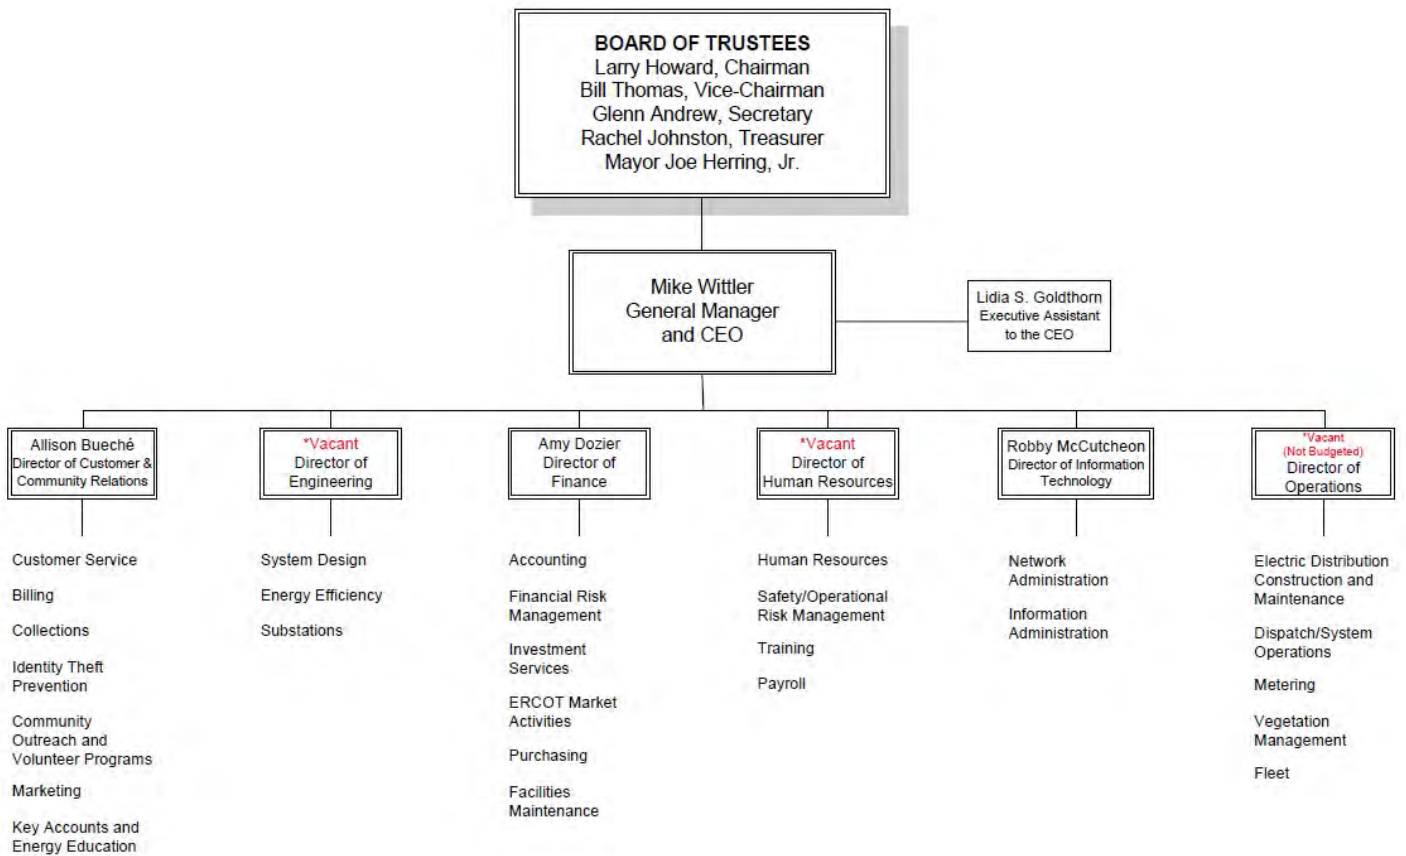 BOARD OF TRUSTEES
Larry Howard, Chairman
Bill Thomas, Vice-Chairman
Glenn Andrew, Secretary
Rachel Johnston, Treasurer
Mayor Joe Herring, Jr.
Mike Wittler
General Manager
and CEO
Lidia S. Goldthorn
Executive Assistant
to the CEO
Allison Bueché
Director of Customer &
Community Relations
Customer Service
Billing
Collections
Identity Theft
Prevention
Community
Outreach and
Volunteer Programs
Marketing
Key Accounts and
Energy Education
*Vacant
Director of
Engineering
System Design
Energy Efficiency
Substations
Amy Dozier
Director of
Finance
Accounting
Financial Risk
Management
Investment
Services
ERCOT Market
Activities
Purchasing
Facilities
Maintenance
*Vacant
Director of
Human Resources
Human Resources
Safety/Operational
Risk Management
Training
Payroll
Robby McCutcheon
Director of Information
Technology
Network
Administration
Information
Administration
*Vacant
(Not Budgeted)
Director of
Operations
Electric Distribution
Construction and
Maintenance
Dispatch/System
Operations
Metering
Vegetation
Management
Fleet